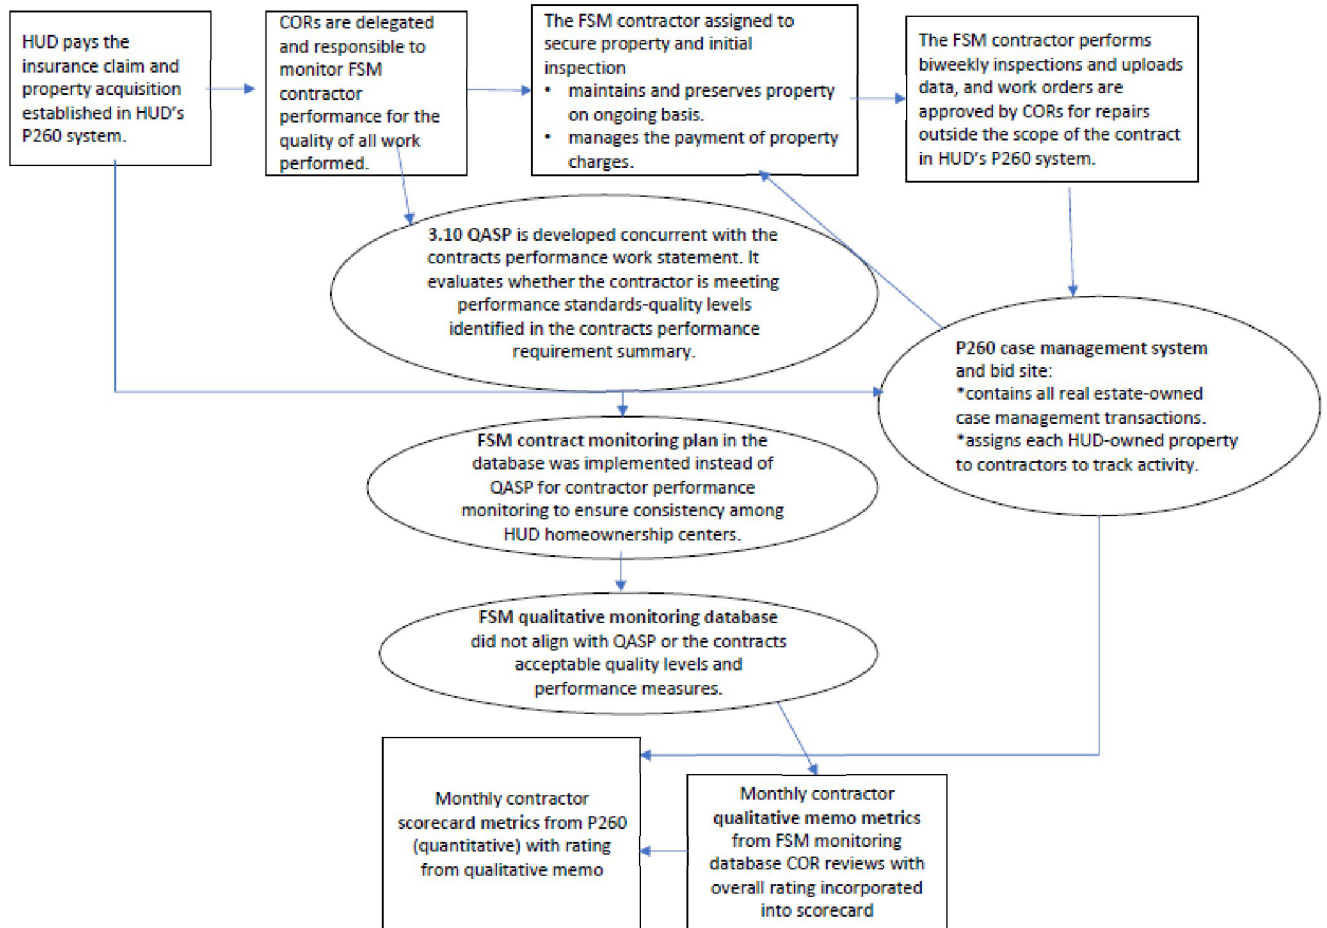 HUD pays the
insurance claim and
property acquisition
established in HUD's
P260 system.
CORs are delegated
and responsible to
monitor FSM
contractor
performance for the
quality of all work
performed.
The FSM contractor assigned to
secure property and initial
inspection
• maintains and preserves property
on ongoing basis.
• manages the payment of property
charges.
The FSM contractor performs
biweekly inspections and uploads
data, and work orders are
approved by CORs for repairs
outside the scope of the contract
in HUD's P260 system.
3.10 QASP is developed concurrent with the
contracts performance work statement. It
evaluates whether the contractor is meeting
performance standards-quality levels
identified in the contracts performance
requirement summary.
P260 case management system
and bid site:
*contains all real estate-owned
case management transactions.
*assigns each HUD-owned property
to contractors to track activity.
FSM contract monitoring plan in the
database was implemented instead of
QASP for contractor performance
monitoring to ensure consistency among
HUD homeownership centers.
FSM qualitative monitoring database
did not align with QASP or the contracts
acceptable quality levels and
performance measures.
Monthly contractor
scorecard metrics from P260
(quantitative) with rating
from qualitative memo
Monthly contractor
qualitative memo metrics
from FSM monitoring
database COR reviews with
overall rating incorporated
into scorecard